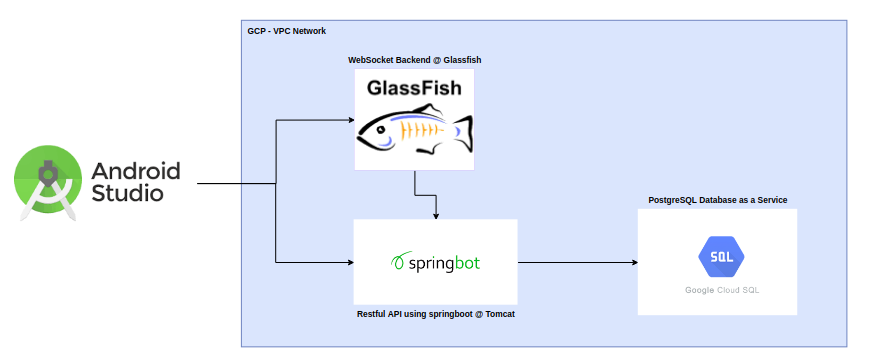 GCP - VPC Network
WebSocket Backend @ Glassfish
GlassFish
Android
Studio
PostgreSQL Database as a Service
SQL
springbot
Google Cloud SQL
Restful API using springboot @ Tomcat